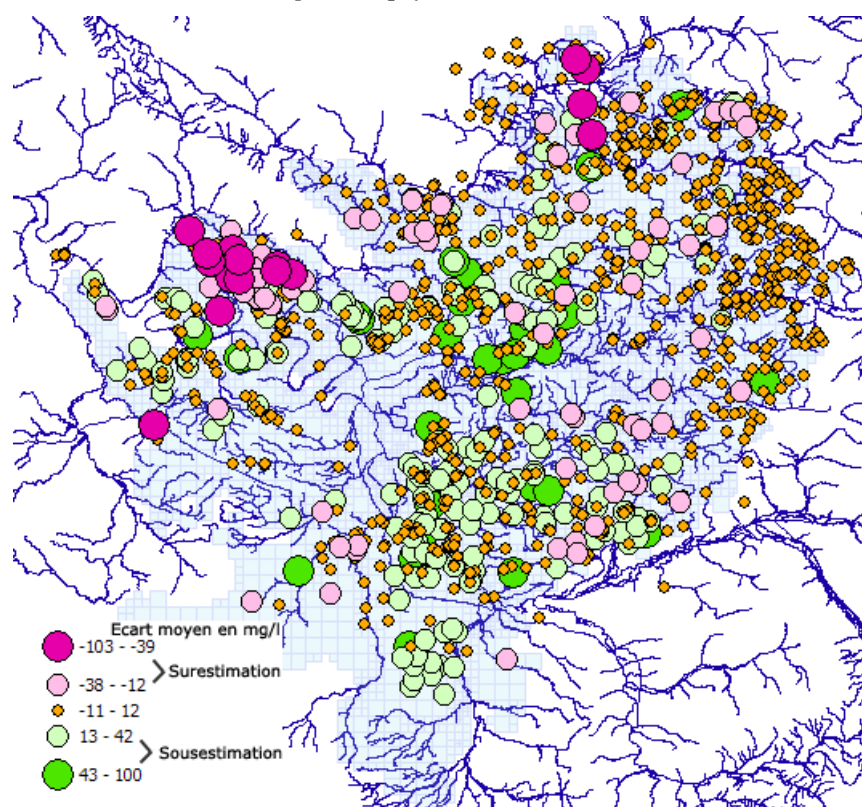 Ecart moyen en mg/l
-103 - -39
Surestimation
-38 - -12
-11 - 12
13 - 42
Sousestimation
43 - 100